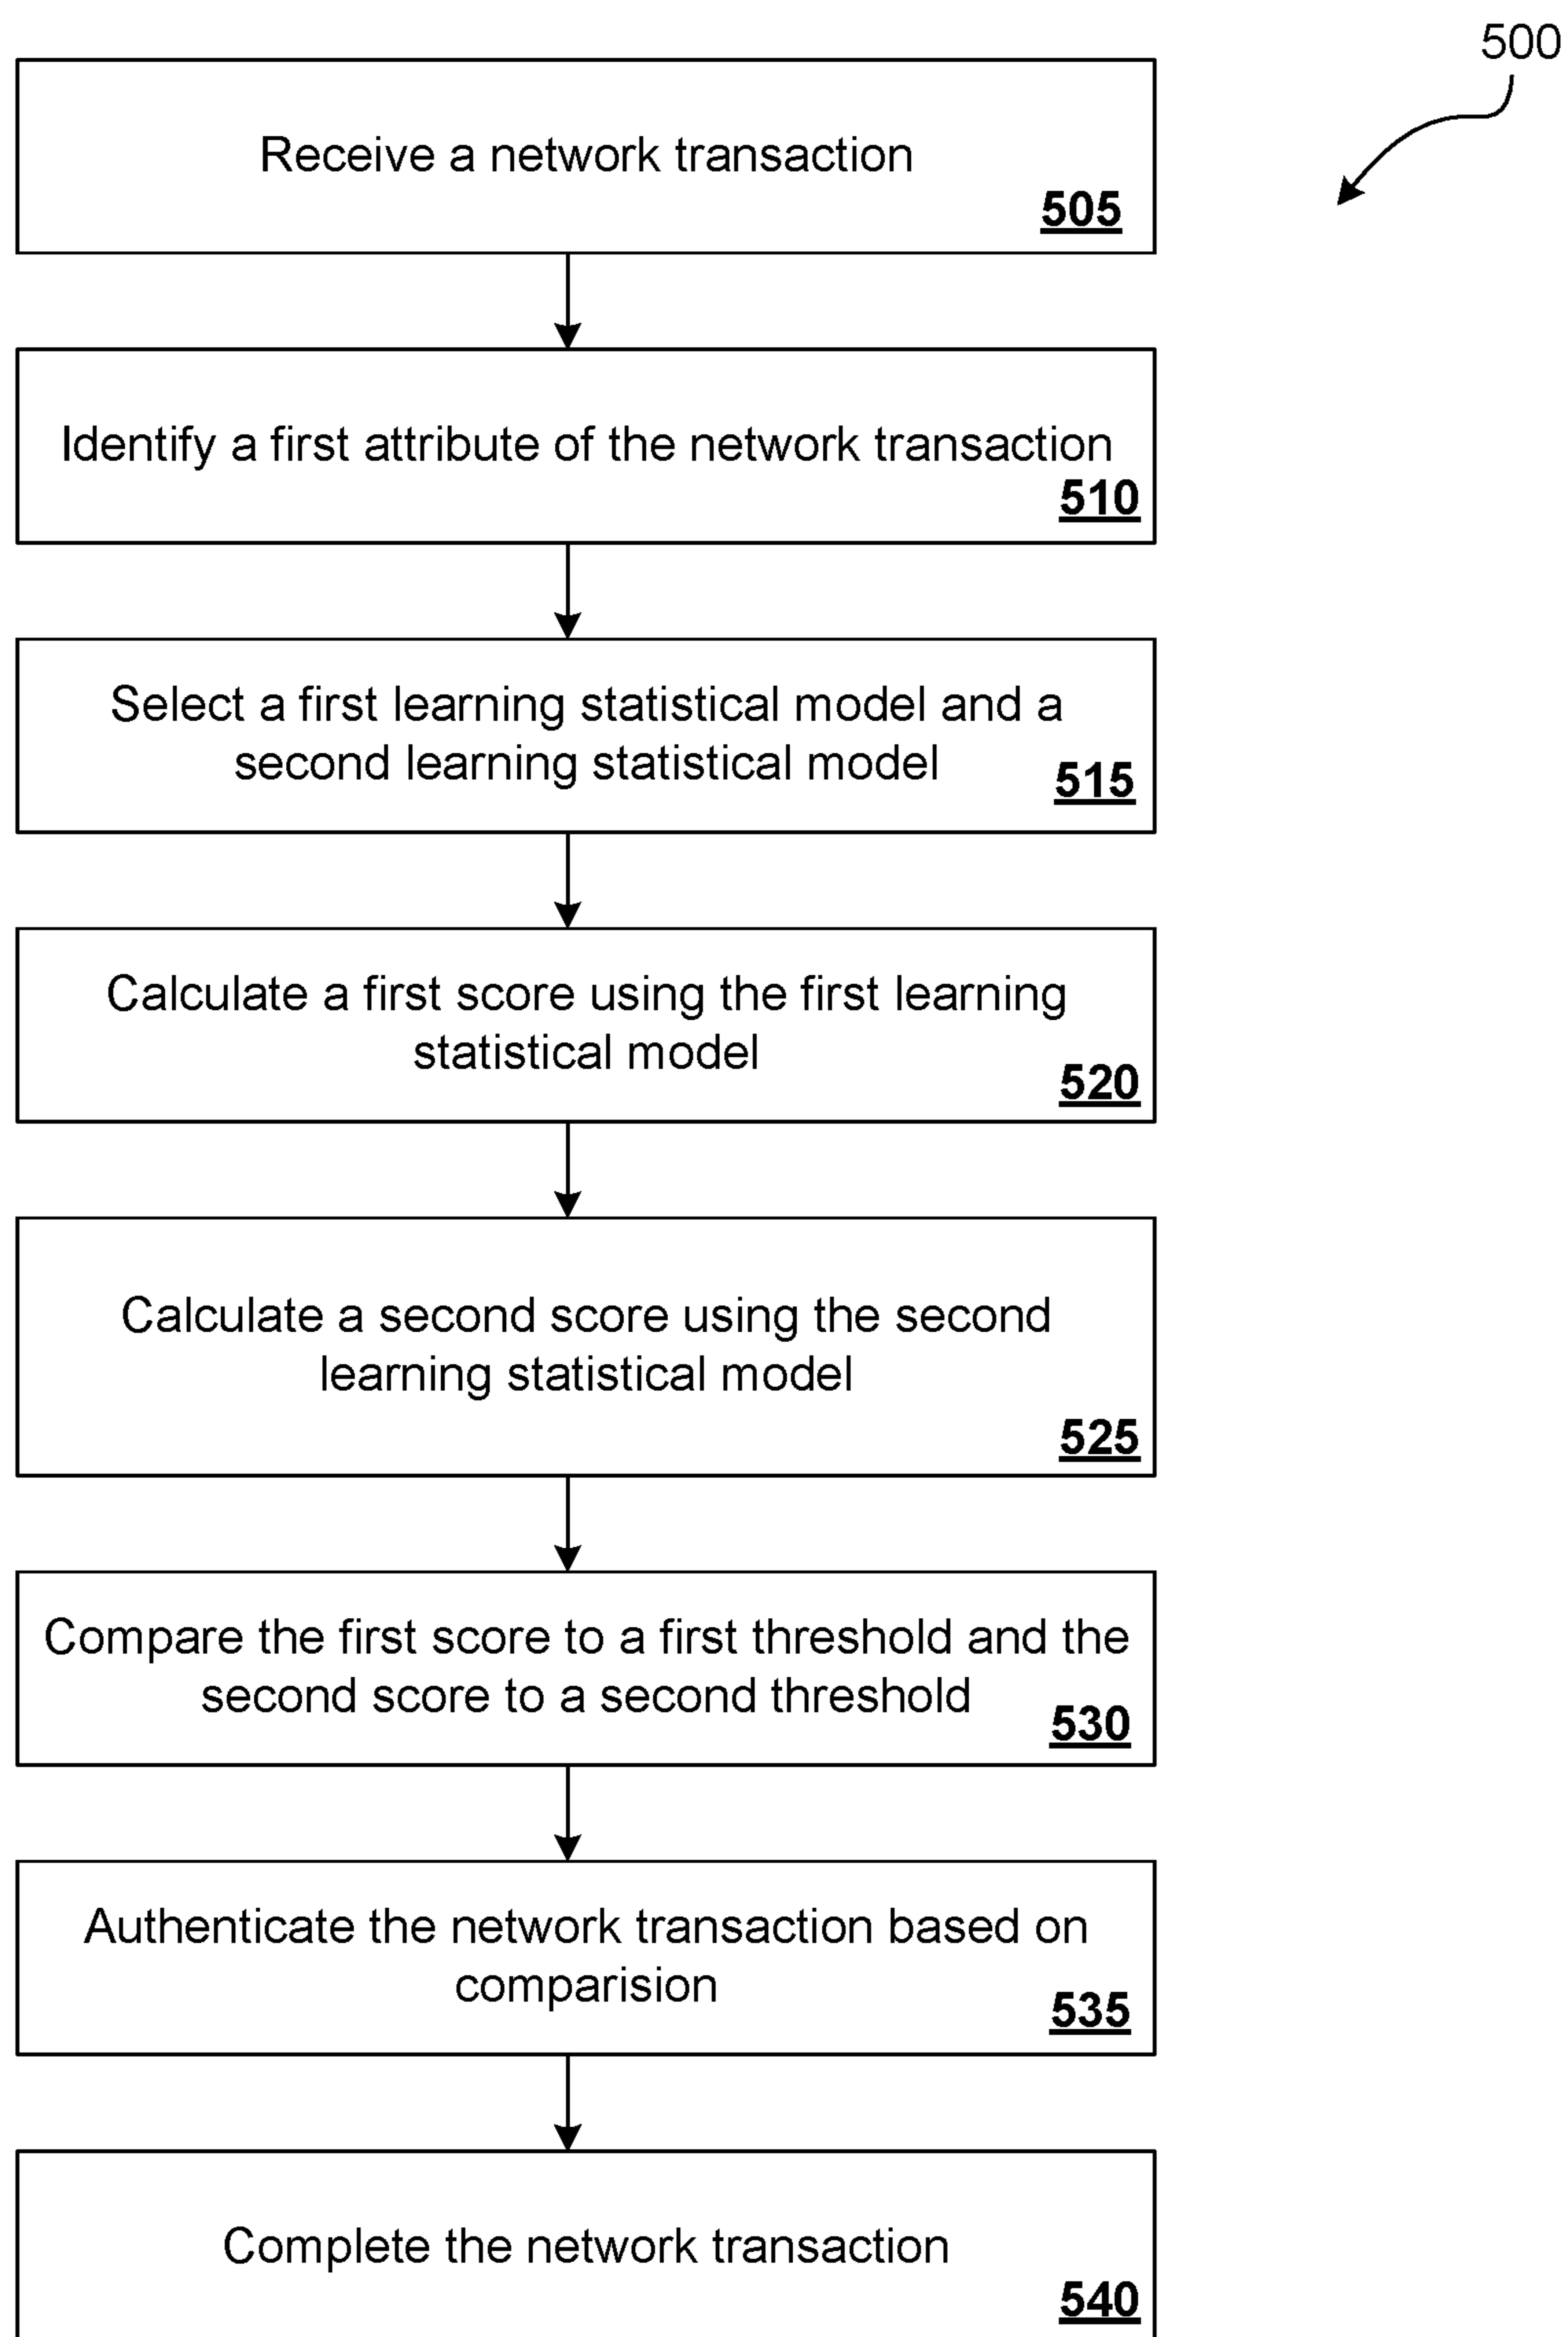 500
Receive a network transaction
505
Identify a first attribute of the network transaction
510
Select a first learning statistical model and a
second learning statistical model
515
Calculate a first score using the first learning
statistical model
520
Calculate a second score using the second
learning statistical model
525
Compare the first score to a first threshold and the
second score to a second threshold
530
Authenticate the network transaction based on
comparision
535
Complete the network transaction
540